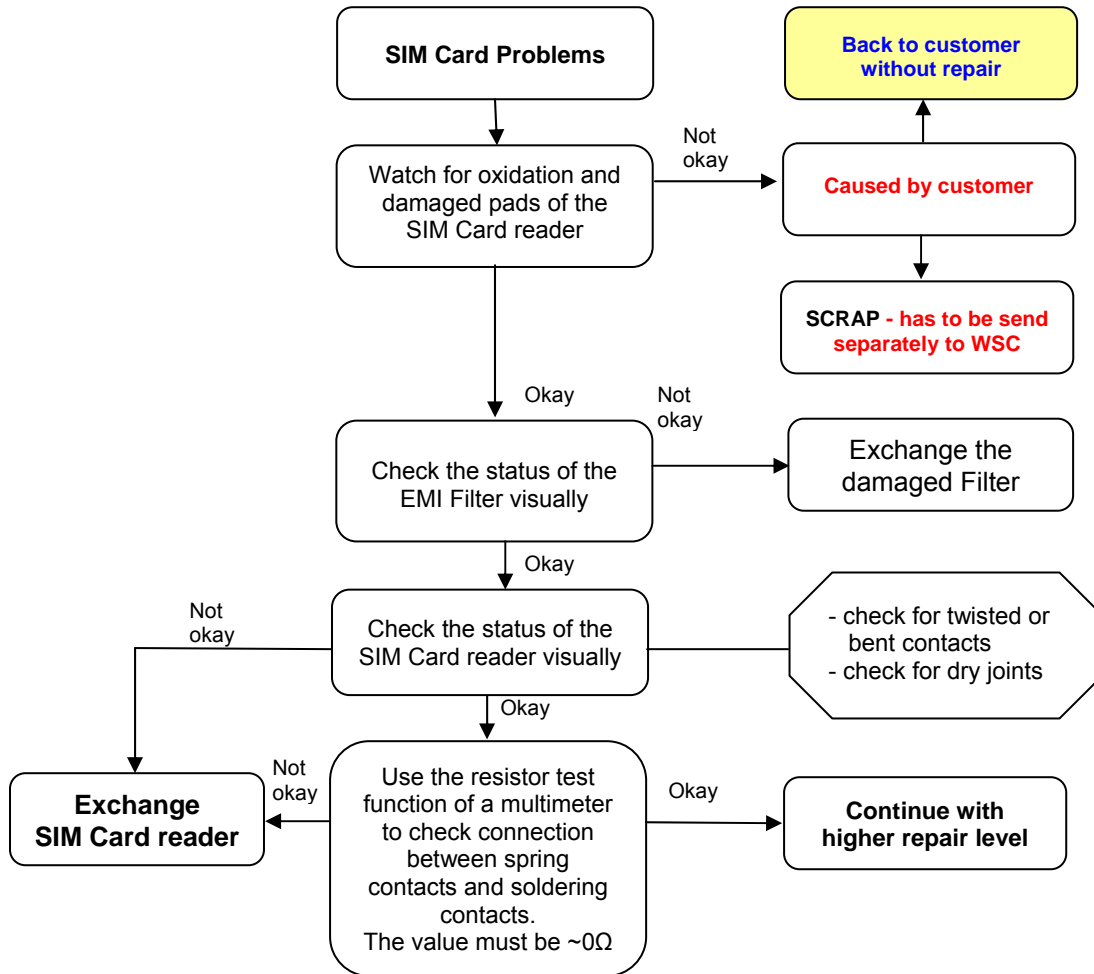 SIM Card Problems
Back to customer
without repair
Not
okay
Watch for oxidation and
damaged pads of the
SIM Card reader
Caused by customer
SCRAP - has to be send
separately to WSC
Okay
Not
okay
Check the status of the
EMI Filter visually
Exchange the
damaged Filter
Okay
Not
okay
Check the status of the
SIM Card reader visually
- check for twisted or
bent contacts
- check for dry joints
Okay
Exchange
SIM Card reader
Not
okay
Use the resistor test
function of a multimeter
to check connection
between spring
contacts and soldering
contacts.
The value must be ~0Ω
Okay
Continue with
higher repair level